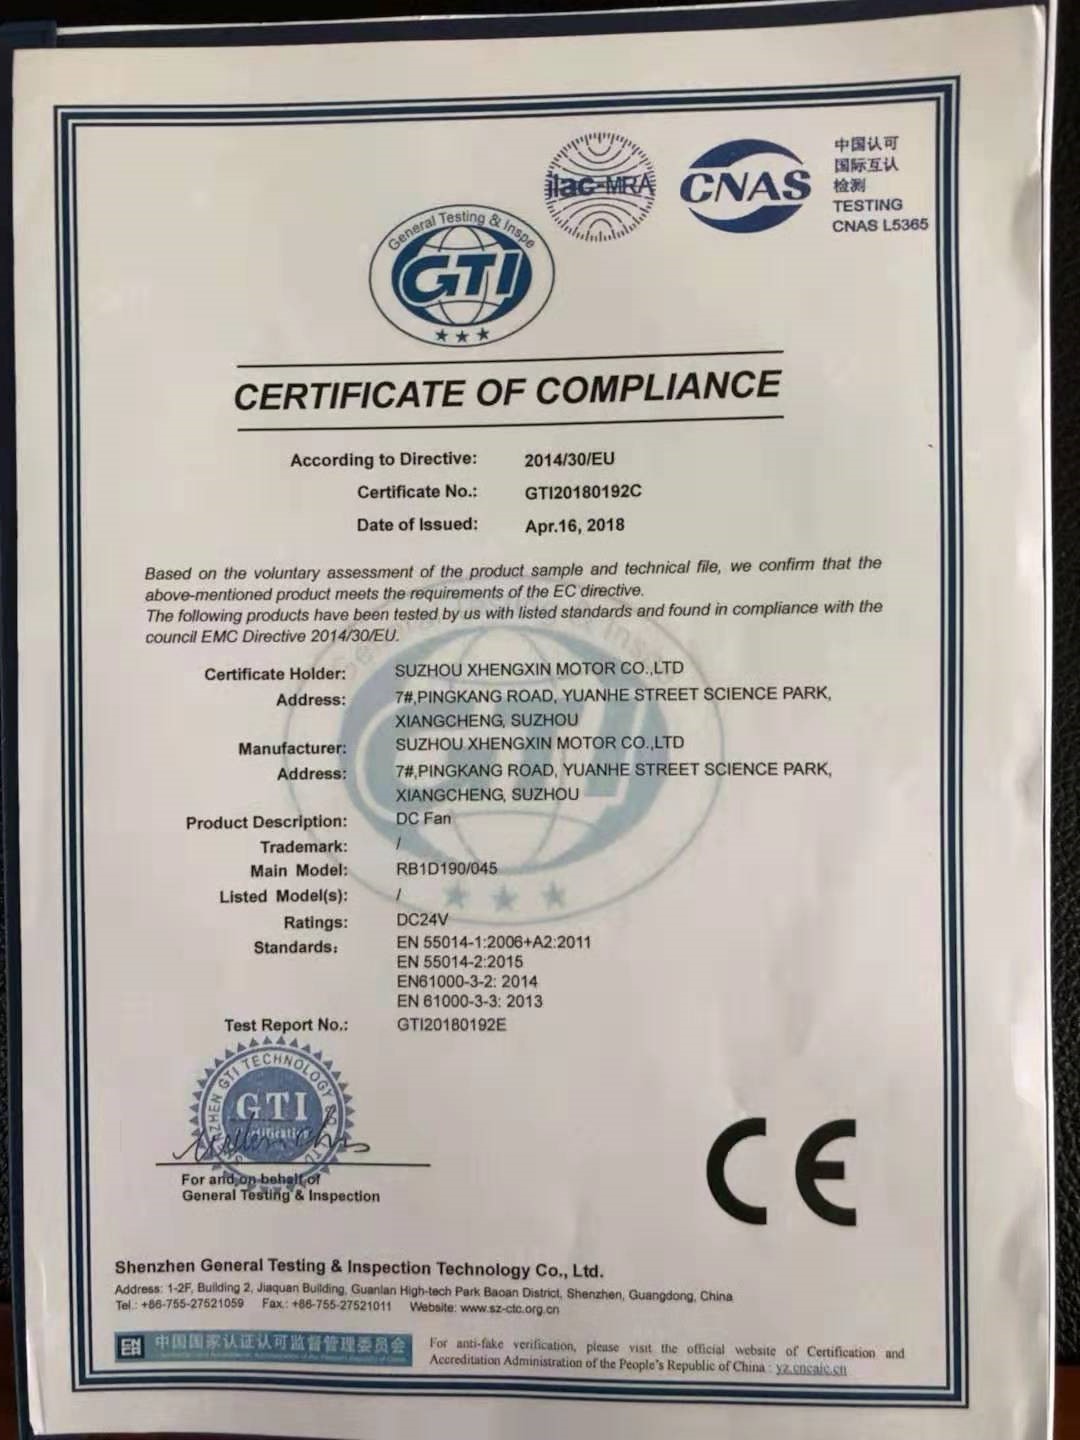 ilac-MRA
CNAS
中国认可
国际互认
检测
TESTING
CNAS L5365
General Testing & Inspe
GTI
CERTIFICATE OF COMPLIANCE
According to Directive: 2014/30/EU
Certificate No.: GTI20180192C
Date of Issued: Apr.16, 2018
Based on the voluntary assessment of the product sample and technical file, we confirm that the
above-mentioned product meets the requirements of the EC directive.
The following products have been tested by us with listed standards and found in compliance with the
council EMC Directive 2014/30/EU.
Certificate Holder: SUZHOU XHENGXIN MOTOR CO.,LTD
Address: 7#,PINGKANG ROAD, YUANHE STREET SCIENCE PARK,
XIANGCHENG, SUZHOU
Manufacturer: SUZHOU XHENGXIN MOTOR CO.,LTD
Address: 7#,PINGKANG ROAD, YUANHE STREET SCIENCE PARK,
XIANGCHENG, SUZHOU
Product Description: DC Fan
Trademark: /
Main Model: RB1D190/045
Listed Model(s): /
Ratings: DC24V
Standards: EN 55014-1:2006+A2:2011
EN 55014-2:2015
EN61000-3-2: 2014
EN 61000-3-3: 2013
Test Report No.: GTI20180192E
SHENZHEN GTI TECHNOLOGY CO., LTD
GTI
For and on behalf of
General Testing & Inspection
CE
Shenzhen General Testing & Inspection Technology Co., Ltd.
Address: 1-2F, Building 2, Jiaquan Building, Guanlan High-tech Park Baoan District, Shenzhen, Guangdong, China
Tel.: +86-755-27521059 Fax.: +86-755-27521011 Website: www.sz-ctc.org.cn
中国国家认证认可监督管理委员会
For anti-fake verification, please visit the official website of Certification and
Accreditation Administration of the People's Republic of China : yz.cncaic.cn